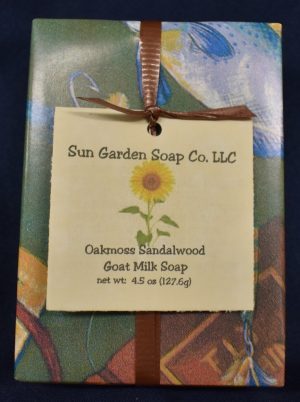 Sun Garden Soap Co. LLC
Oakmoss Sandalwood
Goat Milk Soap
net wt: 4.5 oz (127.6g)